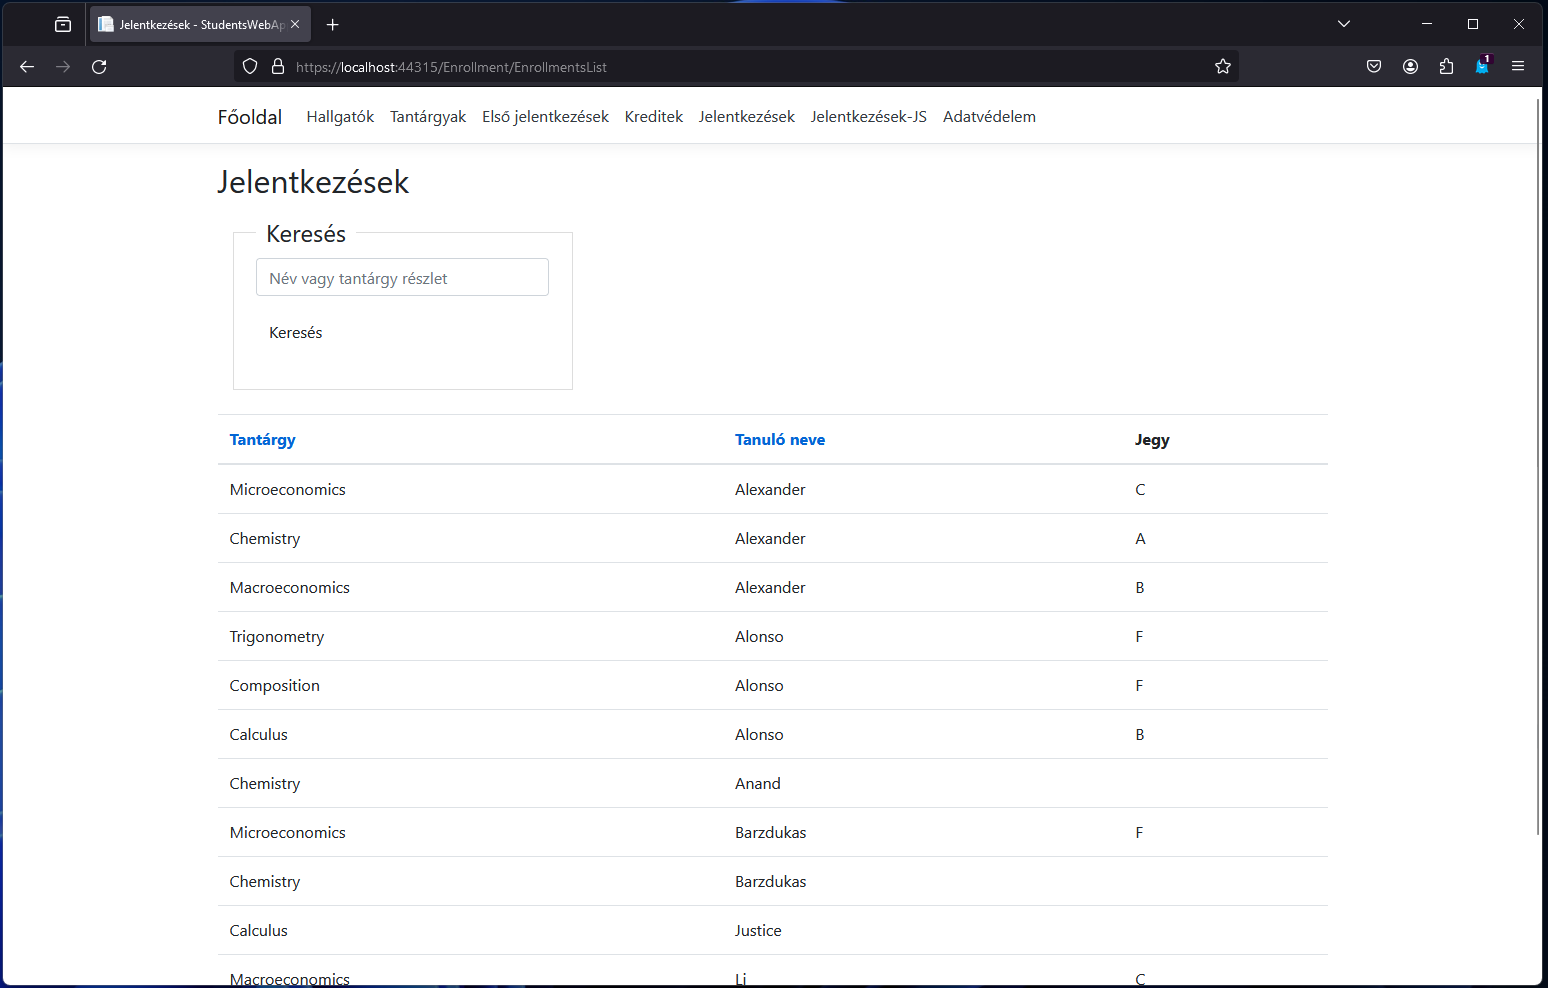 Jelentkezések - StudentsWebAp
https://localhost:44315/Enrollment/EnrollmentsList
1
Főoldal Hallgatók Tantárgyak Első jelentkezések Kreditek Jelentkezések Jelentkezések-JS Adatvédelem
Jelentkezések
Keresés
Név vagy tantárgy részlet
Keresés
Tantárgy Tanuló neve Jegy
Microeconomics Alexander C
Chemistry Alexander A
Macroeconomics Alexander B
Trigonometry Alonso F
Composition Alonso F
Calculus Alonso B
Chemistry Anand
Microeconomics Barzdukas F
Chemistry Barzdukas
Calculus Justice
Macroeconomics Li C